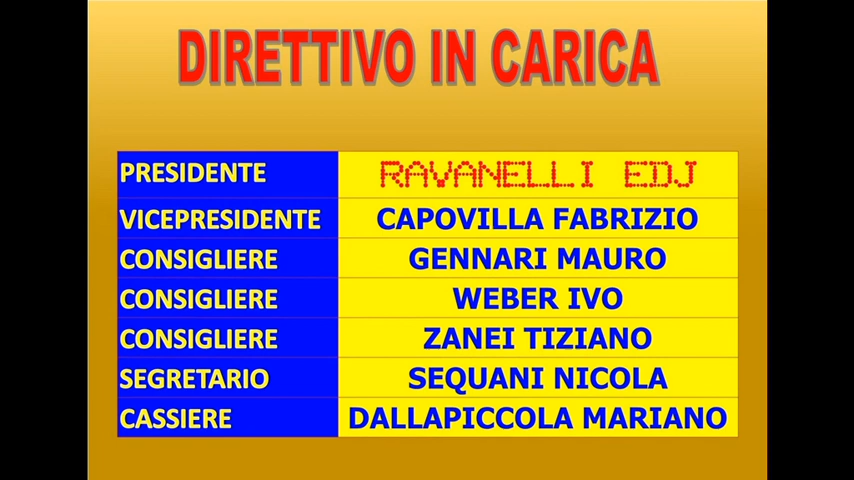 DIRETTIVO IN CARICA
PRESIDENTE RAVANELLI EDJ
VICEPRESIDENTE CAPOVILLA FABRIZIO
CONSIGLIERE GENNARI MAURO
CONSIGLIERE WEBER IVO
CONSIGLIERE ZANEI TIZIANO
SEGRETARIO SEQUANI NICOLA
CASSIERE DALLAPICCOLA MARIANO